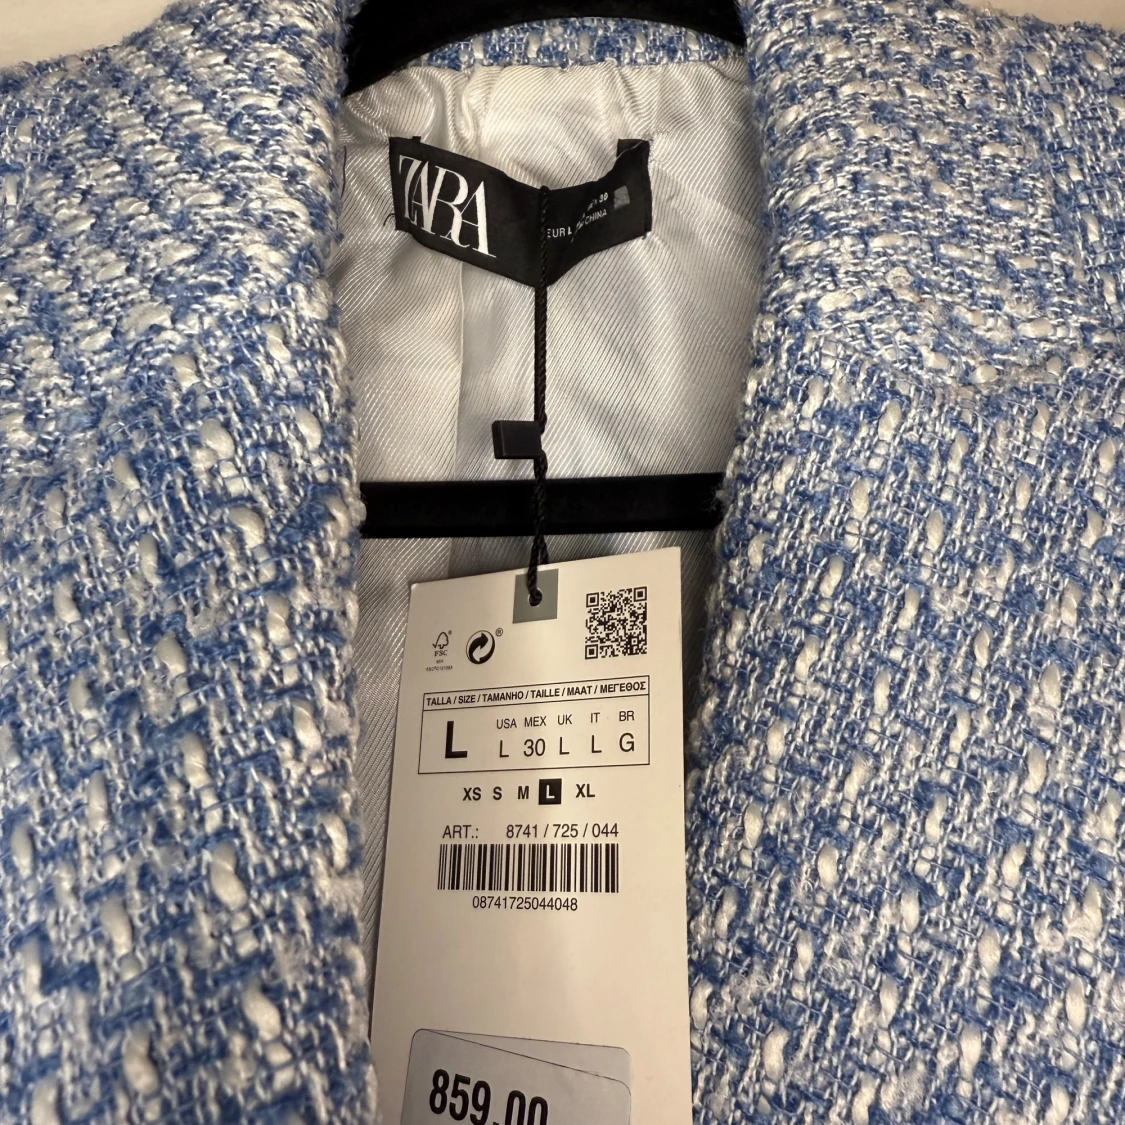 ZARA
EUR L
CHINA
FSC
TALLA / SIZE / TAMANHO / TAILLE / MAAT / ΜΕΓΕΘΟΣ
USA MEX UK IT BR
L L 30 L L G
XS S M L XL
ART.: 8741 / 725 / 044
08741725044048
859.00